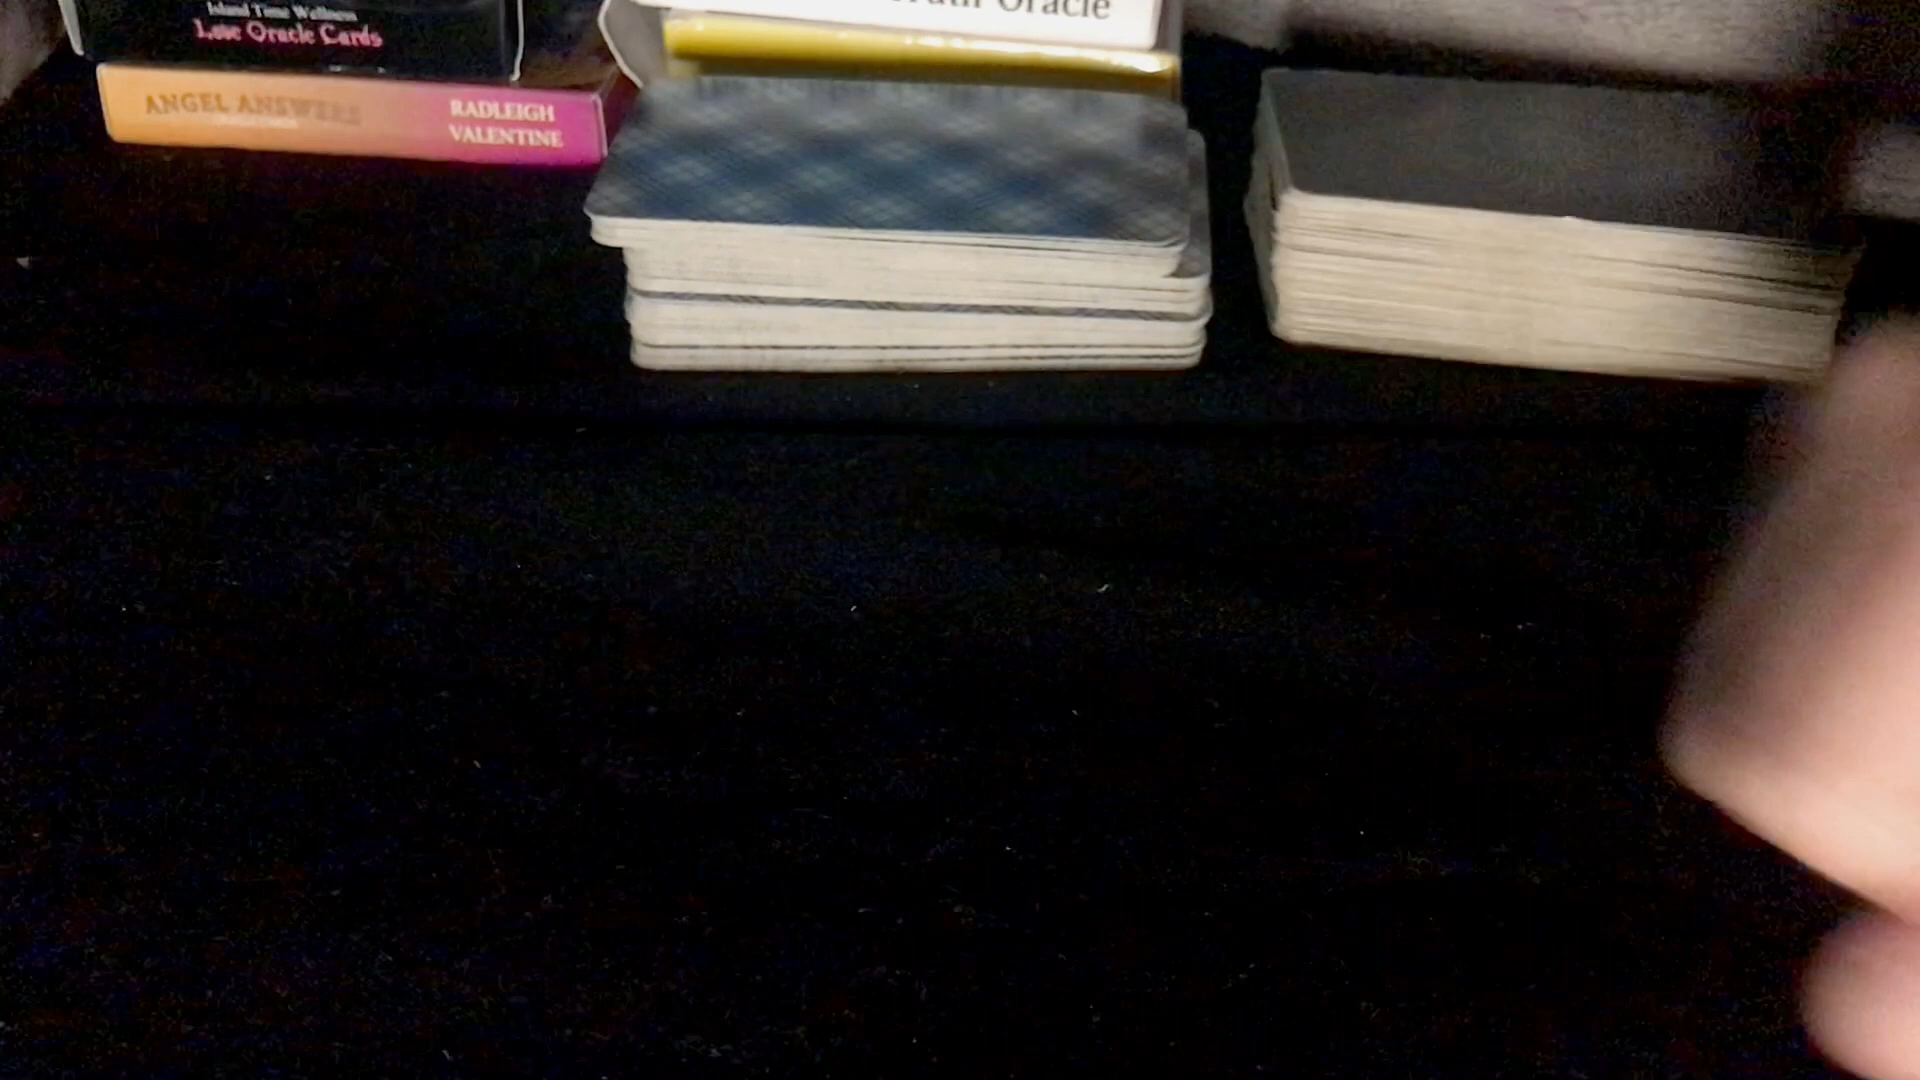 Island Time Wellness
Love Oracle Cards
Oracle
ANGEL ANSWERS
RADLEIGH
VALENTINE